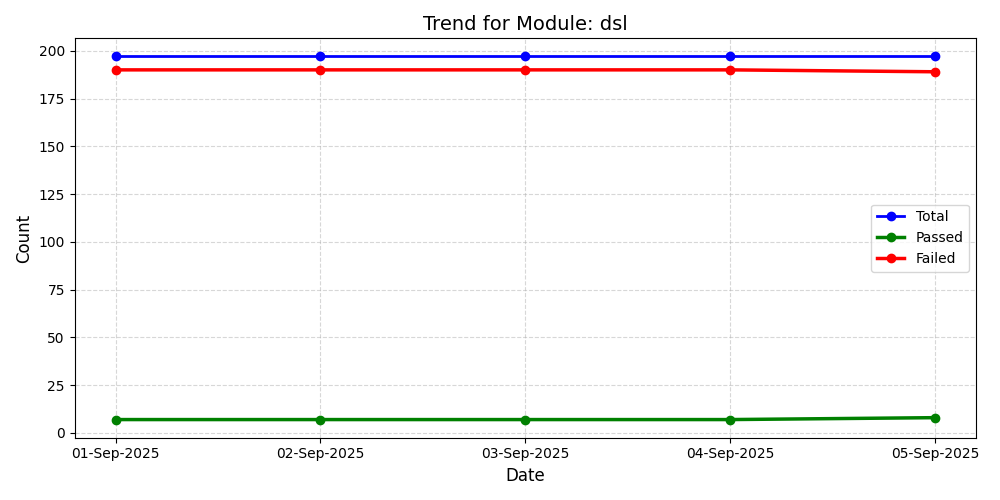 Trend for Module: dsl
200
175
150
125
100
75
50
25
0
Count
Total
Passed
Failed
01-Sep-2025
02-Sep-2025
03-Sep-2025
04-Sep-2025
05-Sep-2025
Date